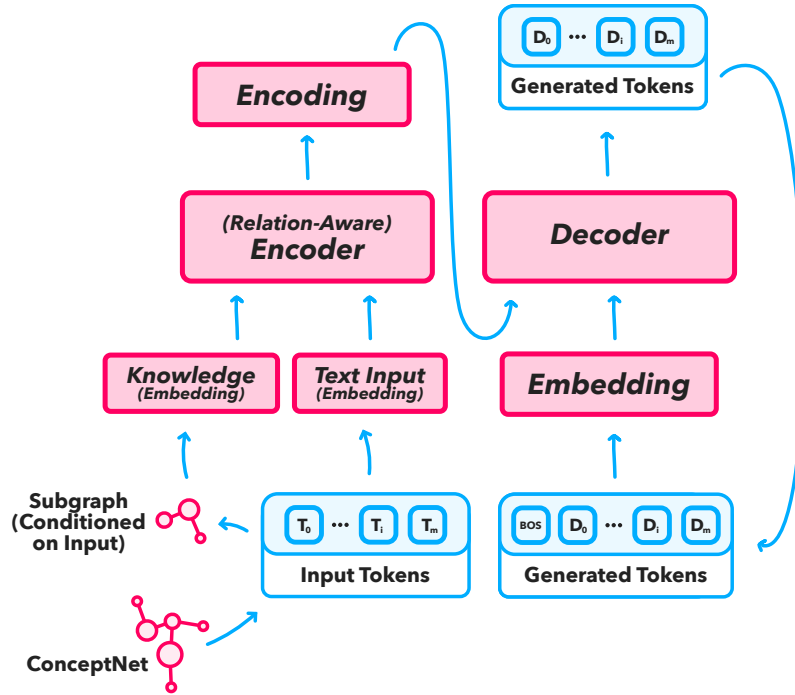 D0 ... Di Dm
Generated Tokens
Encoding
(Relation-Aware)
Encoder
Decoder
Knowledge
(Embedding)
Text Input
(Embedding)
Embedding
Subgraph
(Conditioned
on Input)
T0 ... Ti Tm
Input Tokens
BOS D0 ... Di Dm
Generated Tokens
ConceptNet